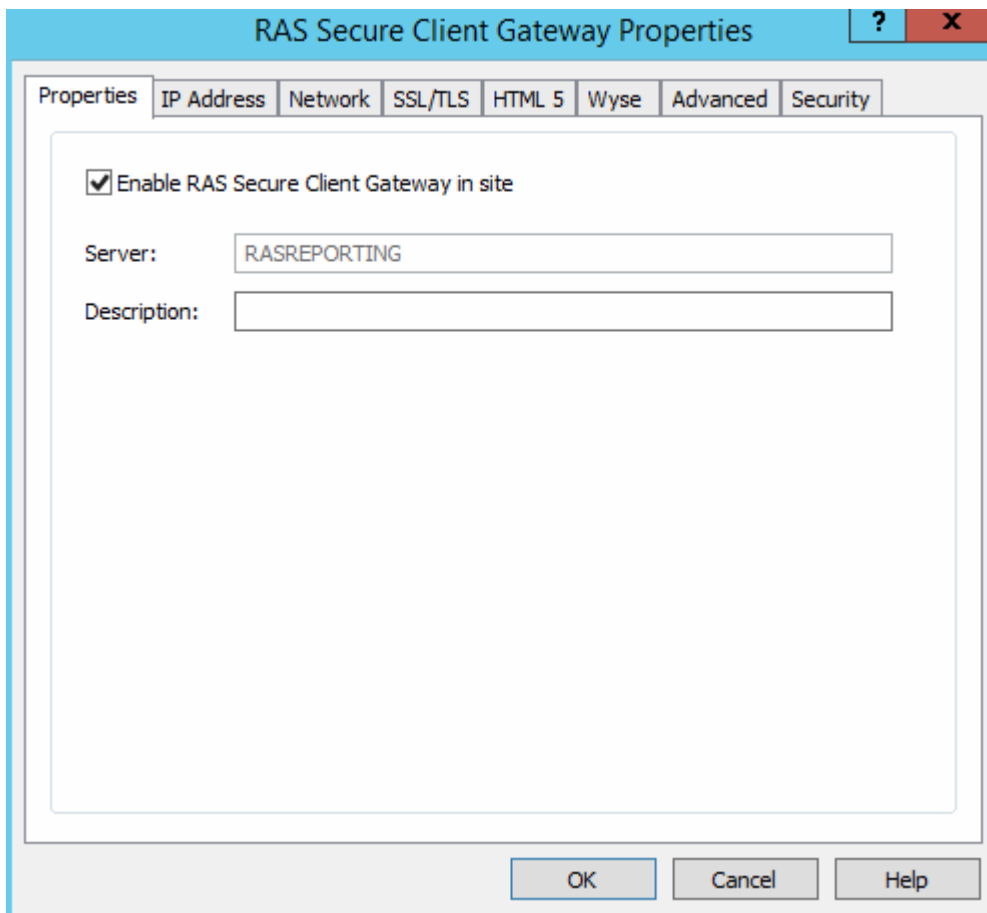 RAS Secure Client Gateway Properties ? x
Properties IP Address Network SSL/TLS HTML 5 Wyse Advanced Security
Enable RAS Secure Client Gateway in site
Server: RASREPORTING
Description:
OK Cancel Help